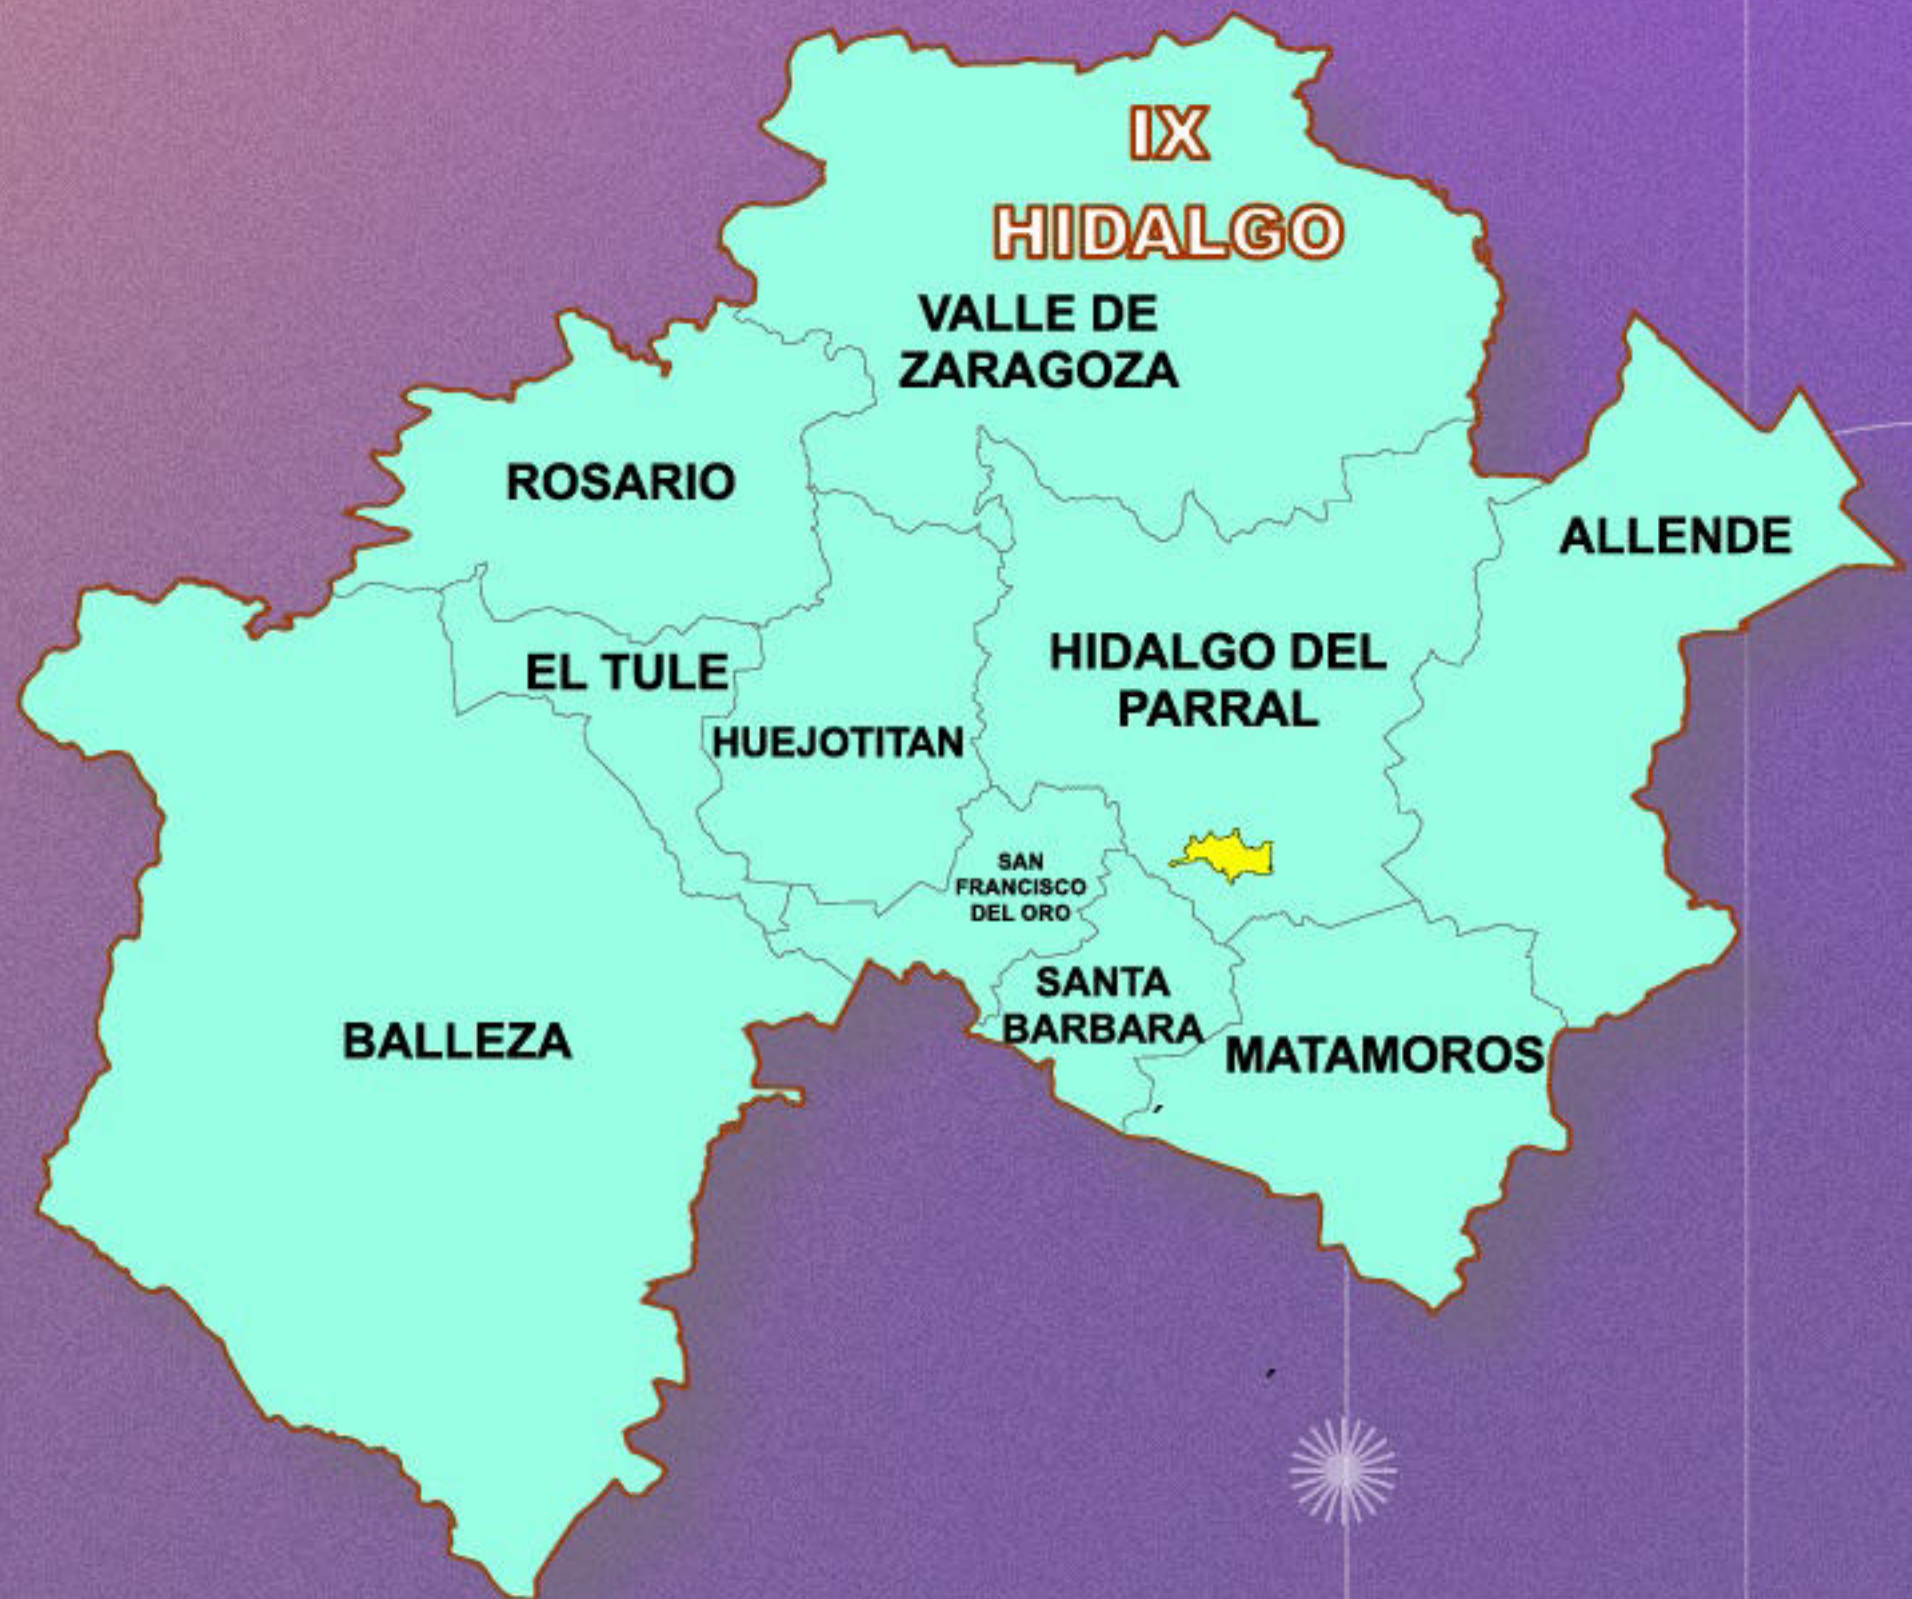 IX
HIDALGO
VALLE DE
ZARAGOZA
ROSARIO
ALLENDE
EL TULE
HIDALGO DEL
PARRAL
HUEJOTITAN
SAN
FRANCISCO
DEL ORO
SANTA
BARBARA
BALLEZA
MATAMOROS